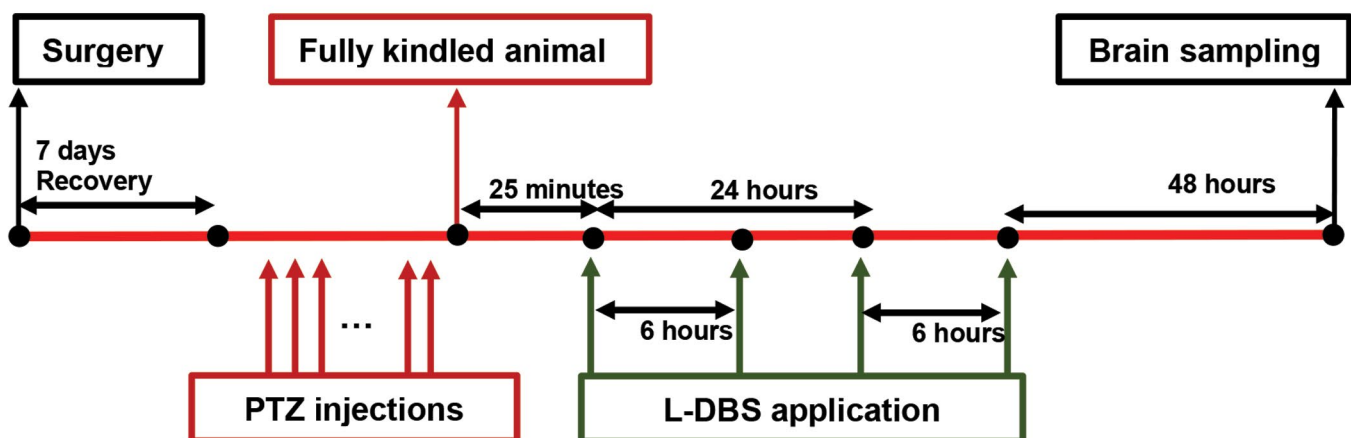 Surgery
Fully kindled animal
Brain sampling
7 days
Recovery
25 minutes
24 hours
48 hours
...
6 hours
6 hours
PTZ injections
L-DBS application